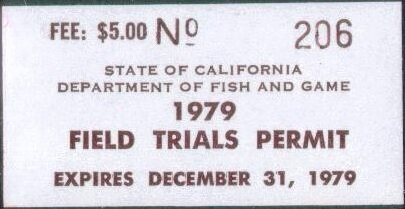 FEE: $5.00 No 206
STATE OF CALIFORNIA
DEPARTMENT OF FISH AND GAME
1979
FIELD TRIALS PERMIT
EXPIRES DECEMBER 31, 1979